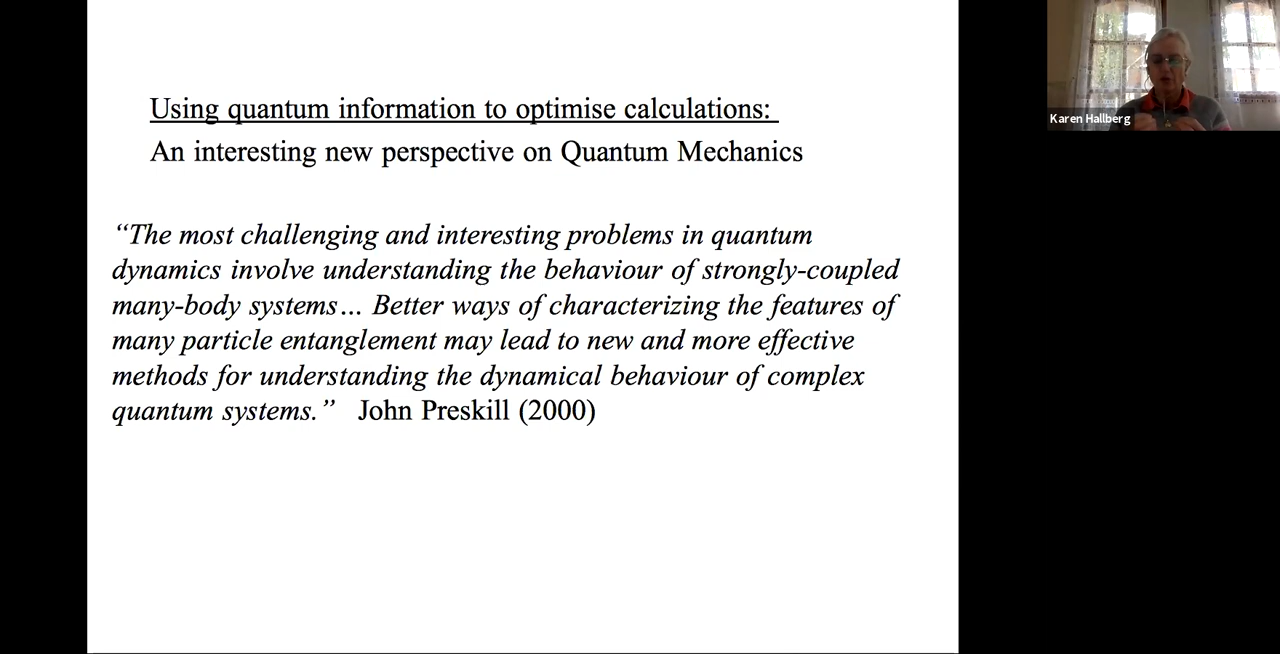 Using quantum information to optimise calculations:
An interesting new perspective on Quantum Mechanics
“The most challenging and interesting problems in quantum
dynamics involve understanding the behaviour of strongly-coupled
many-body systems… Better ways of characterizing the features of
many particle entanglement may lead to new and more effective
methods for understanding the dynamical behaviour of complex
quantum systems.” John Preskill (2000)
Karen Hallberg